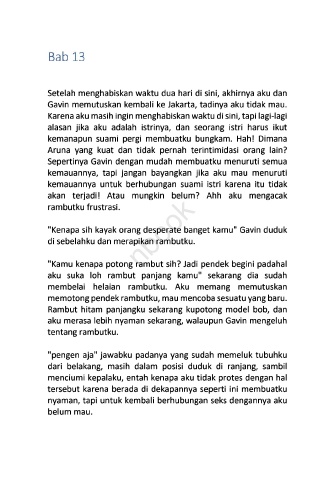 Bab 13
Setelah menghabiskan waktu dua hari di sini, akhirnya aku dan
Gavin memutuskan kembali ke Jakarta, tadinya aku tidak mau.
Karena aku masih ingin menghabiskan waktu di sini, tapi lagi-lagi
alasan jika aku adalah istrinya, dan seorang istri harus ikut
kemanapun suami pergi membuatku bungkam. Hah! Dimana
Aruna yang kuat dan tidak pernah terintimidasi orang lain?
Sepertinya Gavin dengan mudah membuatku menuruti semua
kemauannya, tapi jangan bayangkan jika aku mau menuruti
kemauannya untuk berhubungan suami istri karena itu tidak
akan terjadi! Atau mungkin belum? Ahh aku mengacak
rambutku frustrasi.
"Kenapa sih kayak orang desperate banget kamu" Gavin duduk
di sebelahku dan merapikan rambutku.
"Kamu kenapa potong rambut sih? Jadi pendek begini padahal
aku suka loh rambut panjang kamu" sekarang dia sudah
membelai helaian rambutku. Aku memang memutuskan
memotong pendek rambutku, mau mencoba sesuatu yang baru.
Rambut hitam panjangku sekarang kupotong model bob, dan
aku merasa lebih nyaman sekarang, walaupun Gavin mengeluh
tentang rambutku.
"pengen aja" jawabku padanya yang sudah memeluk tubuhku
dari belakang, masih dalam posisi duduk di ranjang, sambil
menciumi kepalaku, entah kenapa aku tidak protes dengan hal
tersebut karena berada di dekapannya seperti ini membuatku
nyaman, tapi untuk kembali berhubungan seks dengannya aku
belum mau.